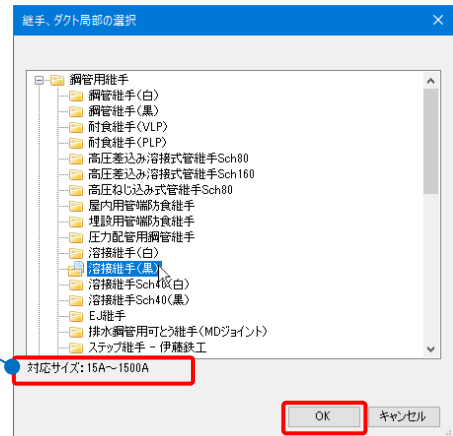 継手、ダクト局部の選択
鋼管用継手
鋼管継手(白)
鋼管継手(黒)
耐食継手(VLP)
耐食継手(PLP)
高圧差込み溶接式管継手Sch80
高圧差込み溶接式管継手Sch160
高圧ねじ込み式管継手Sch80
屋内用管端防食継手
埋設用管端防食継手
圧力配管用鋼管継手
溶接継手(白)
溶接継手(黒)
溶接継手Sch40(白)
溶接継手Sch40(黒)
EJ継手
排水鋼管用可とう継手(MDジョイント)
ステップ継手 - 伊藤鉄工
対応サイズ:15A～1500A
OK
キャンセル